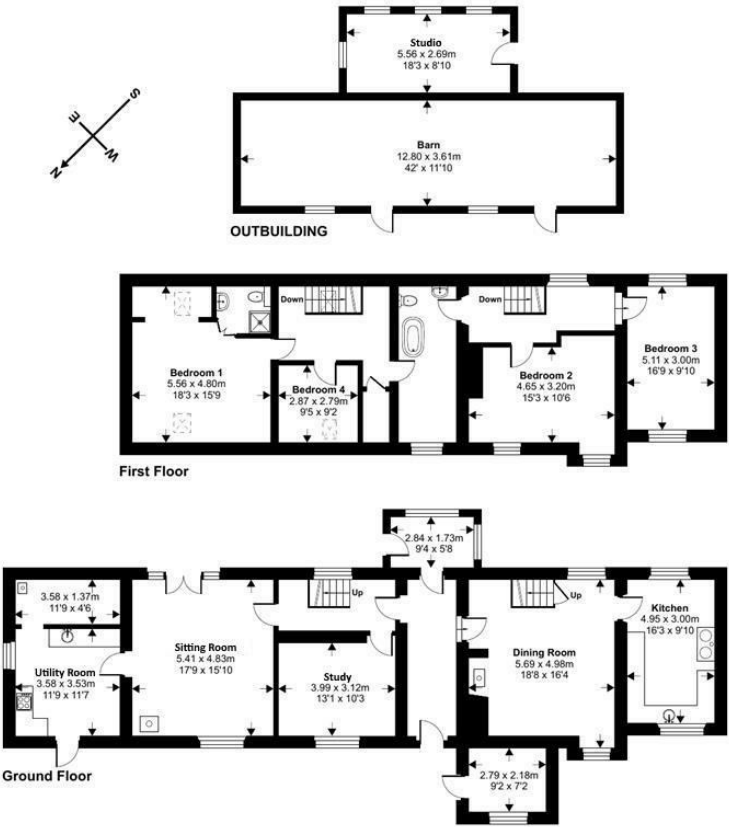 Studio
5.56 x 2.69m
18'3 x 8'10
S
E
W
N
Barn
12.80 x 3.61m
42' x 11'10
OUTBUILDING
Down
Down
Bedroom 1
5.56 x 4.80m
18'3 x 15'9
Bedroom 4
2.87 x 2.79m
9'5 x 9'2
Bedroom 2
4.65 x 3.20m
15'3 x 10'6
Bedroom 3
5.11 x 3.00m
16'9 x 9'10
First Floor
2.84 x 1.73m
9'4 x 5'8
3.58 x 1.37m
11'9 x 4'6
Up
Up
Utility Room
3.58 x 3.53m
11'9 x 11'7
Sitting Room
5.41 x 4.83m
17'9 x 15'10
Study
3.99 x 3.12m
13'1 x 10'3
Dining Room
5.69 x 4.98m
18'8 x 16'4
Kitchen
4.95 x 3.00m
16'3 x 9'10
Ground Floor
2.79 x 2.18m
9'2 x 7'2